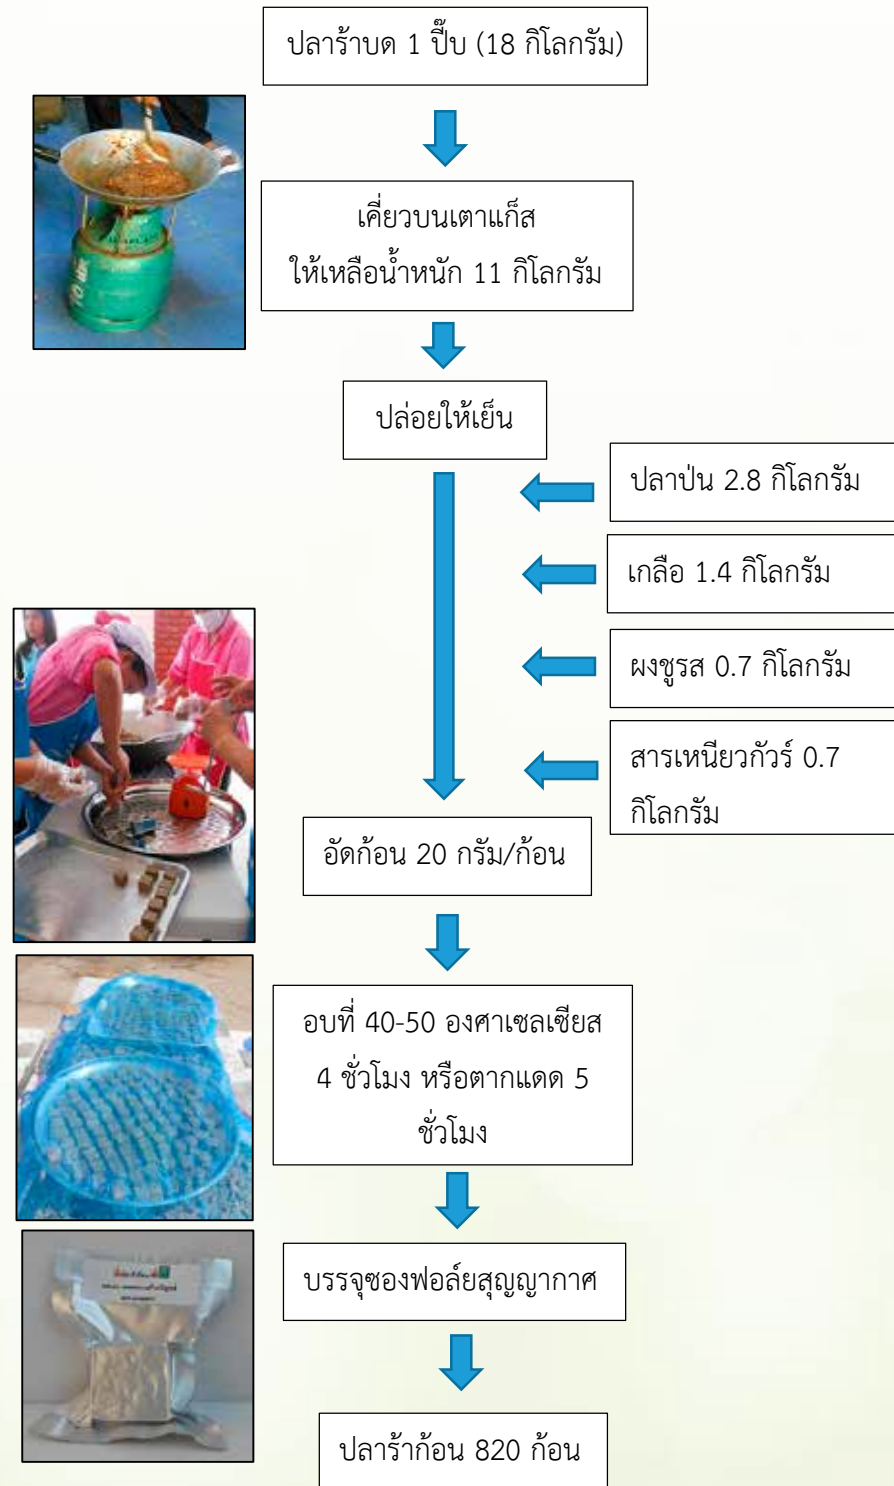 ปลาร้าบด 1 ปี๊บ (18 กิโลกรัม)
เคี่ยวบนเตาแก็ส
ให้เหลือน้ำหนัก 11 กิโลกรัม
ปล่อยให้เย็น
ปลาป่น 2.8 กิโลกรัม
เกลือ 1.4 กิโลกรัม
ผงชูรส 0.7 กิโลกรัม
สารเหนียวกัวร์ 0.7
กิโลกรัม
อัดก้อน 20 กรัม/ก้อน
อบที่ 40-50 องศาเซลเซียส
4 ชั่วโมง หรือตากแดด 5
ชั่วโมง
บรรจุซองฟอล์ยสุญญากาศ
ปลาร้าก้อน 820 ก้อน